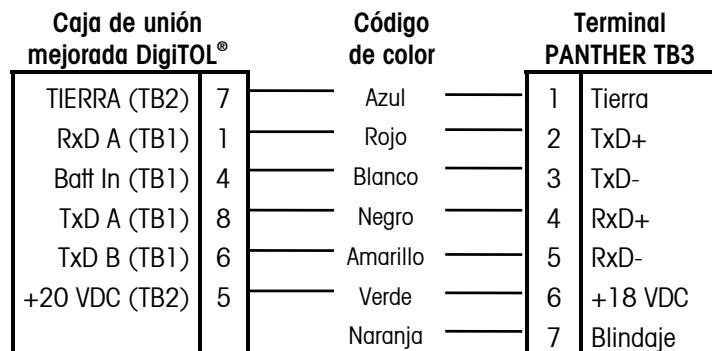 Caja de unión mejorada DigiTOL® Código de color Terminal PANTHER TB3
TIERRA (TB2) 7 Azul 1 Tierra
RxD A (TB1) 1 Rojo 2 TxD+
Batt In (TB1) 4 Blanco 3 TxD-
TxD A (TB1) 8 Negro 4 RxD+
TxD B (TB1) 6 Amarillo 5 RxD-
+20 VDC (TB2) 5 Verde 6 +18 VDC
Naranja 7 Blindaje